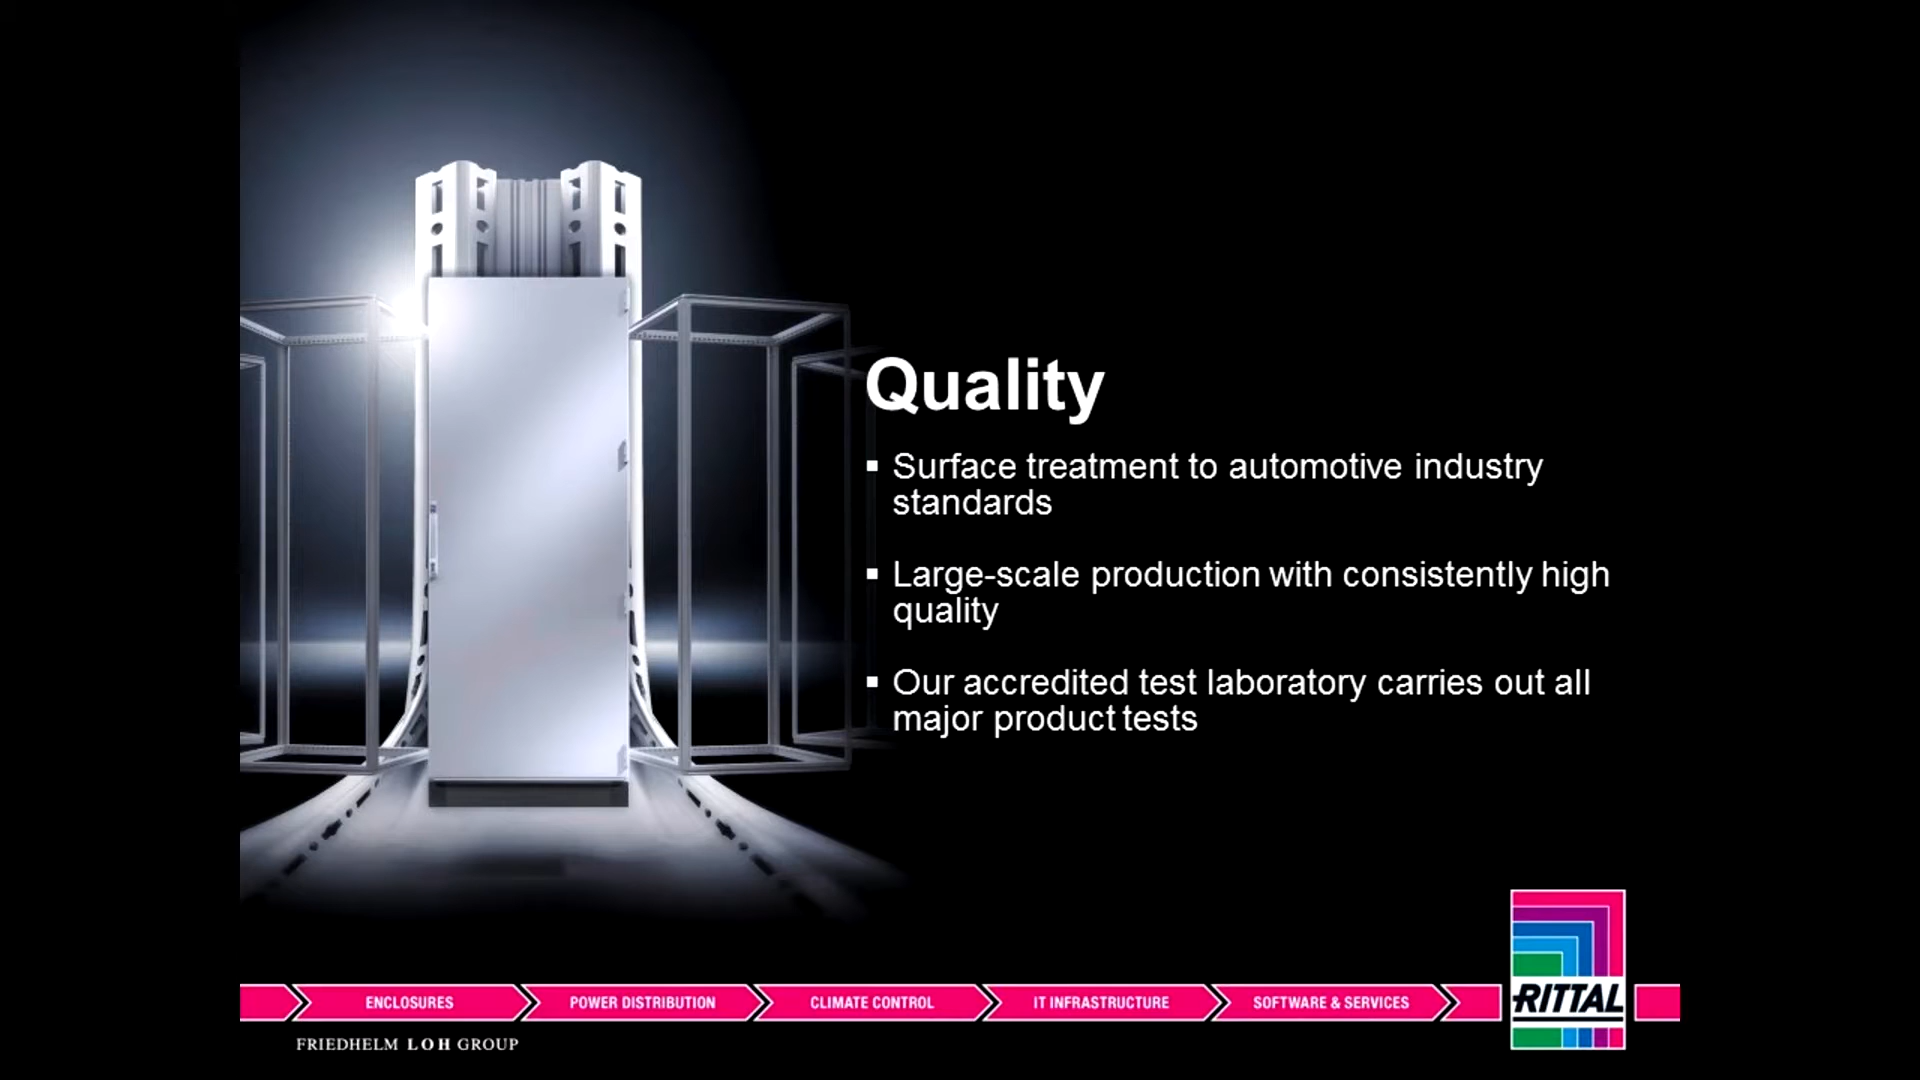 Quality
▪ Surface treatment to automotive industry
standards
▪ Large-scale production with consistently high
quality
▪ Our accredited test laboratory carries out all
major product tests
ENCLOSURES
POWER DISTRIBUTION
CLIMATE CONTROL
IT INFRASTRUCTURE
SOFTWARE & SERVICES
RITTAL
FRIEDHELM LOH GROUP